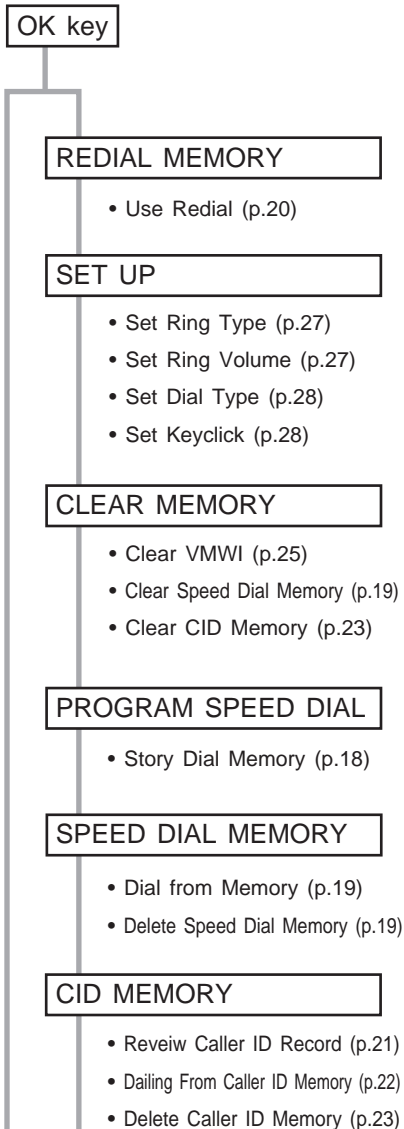 OK key
REDIAL MEMORY
• Use Redial (p.20)
SET UP
• Set Ring Type (p.27)
• Set Ring Volume (p.27)
• Set Dial Type (p.28)
• Set Keyclick (p.28)
CLEAR MEMORY
• Clear VMWI (p.25)
• Clear Speed Dial Memory (p.19)
• Clear CID Memory (p.23)
PROGRAM SPEED DIAL
• Story Dial Memory (p.18)
SPEED DIAL MEMORY
• Dial from Memory (p.19)
• Delete Speed Dial Memory (p.19)
CID MEMORY
• Reveiw Caller ID Record (p.21)
• Dailing From Caller ID Memory (p.22)
• Delete Caller ID Memory (p.23)